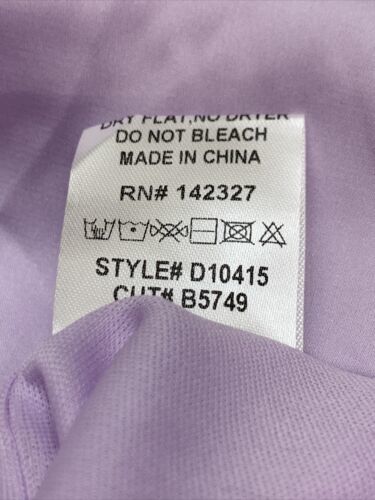 DRY FLAT,NO DRYER
DO NOT BLEACH
MADE IN CHINA
RN# 142327
STYLE# D10415
CUT# B5749